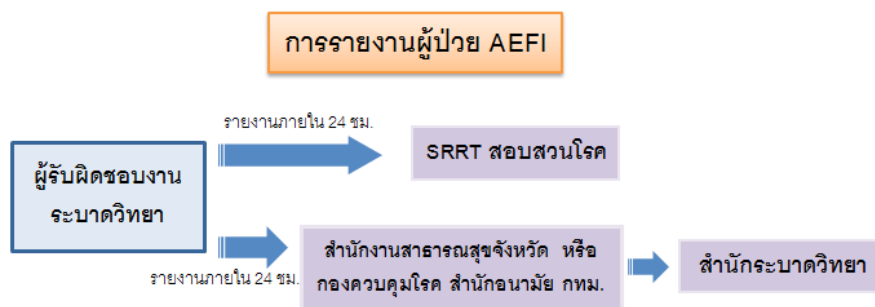 การรายงานผู้ป่วย AEFI
รายงานภายใน 24 ชม.
ผู้รับผิดชอบงาน
ระบาดวิทยา
SRRT สอบสวนโรค
รายงานภายใน 24 ชม.
สำนักงานสาธารณสุขจังหวัด หรือ
กองควบคุมโรค สำนักอนามัย กทม.
สำนักระบาดวิทยา